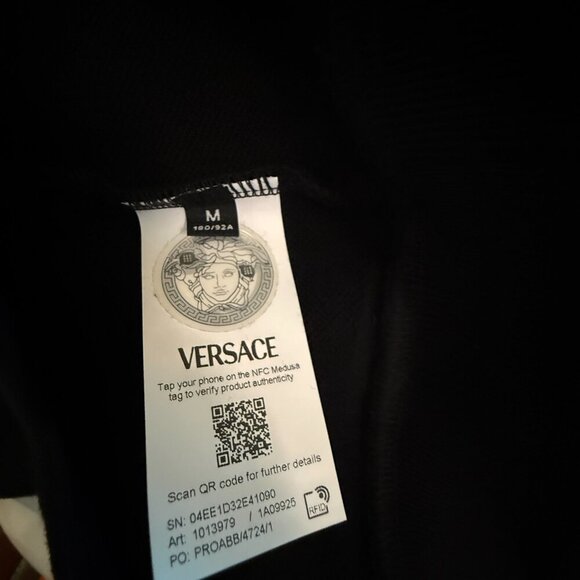 M
180/92A
VERSACE
Tap your phone on the NFC Medusa
tag to verify product authenticity
Scan QR code for further details
SN: 04EE1D32E41090
Art: 1013979 / 1A09925
PO: PROABB/4724/1
RFID